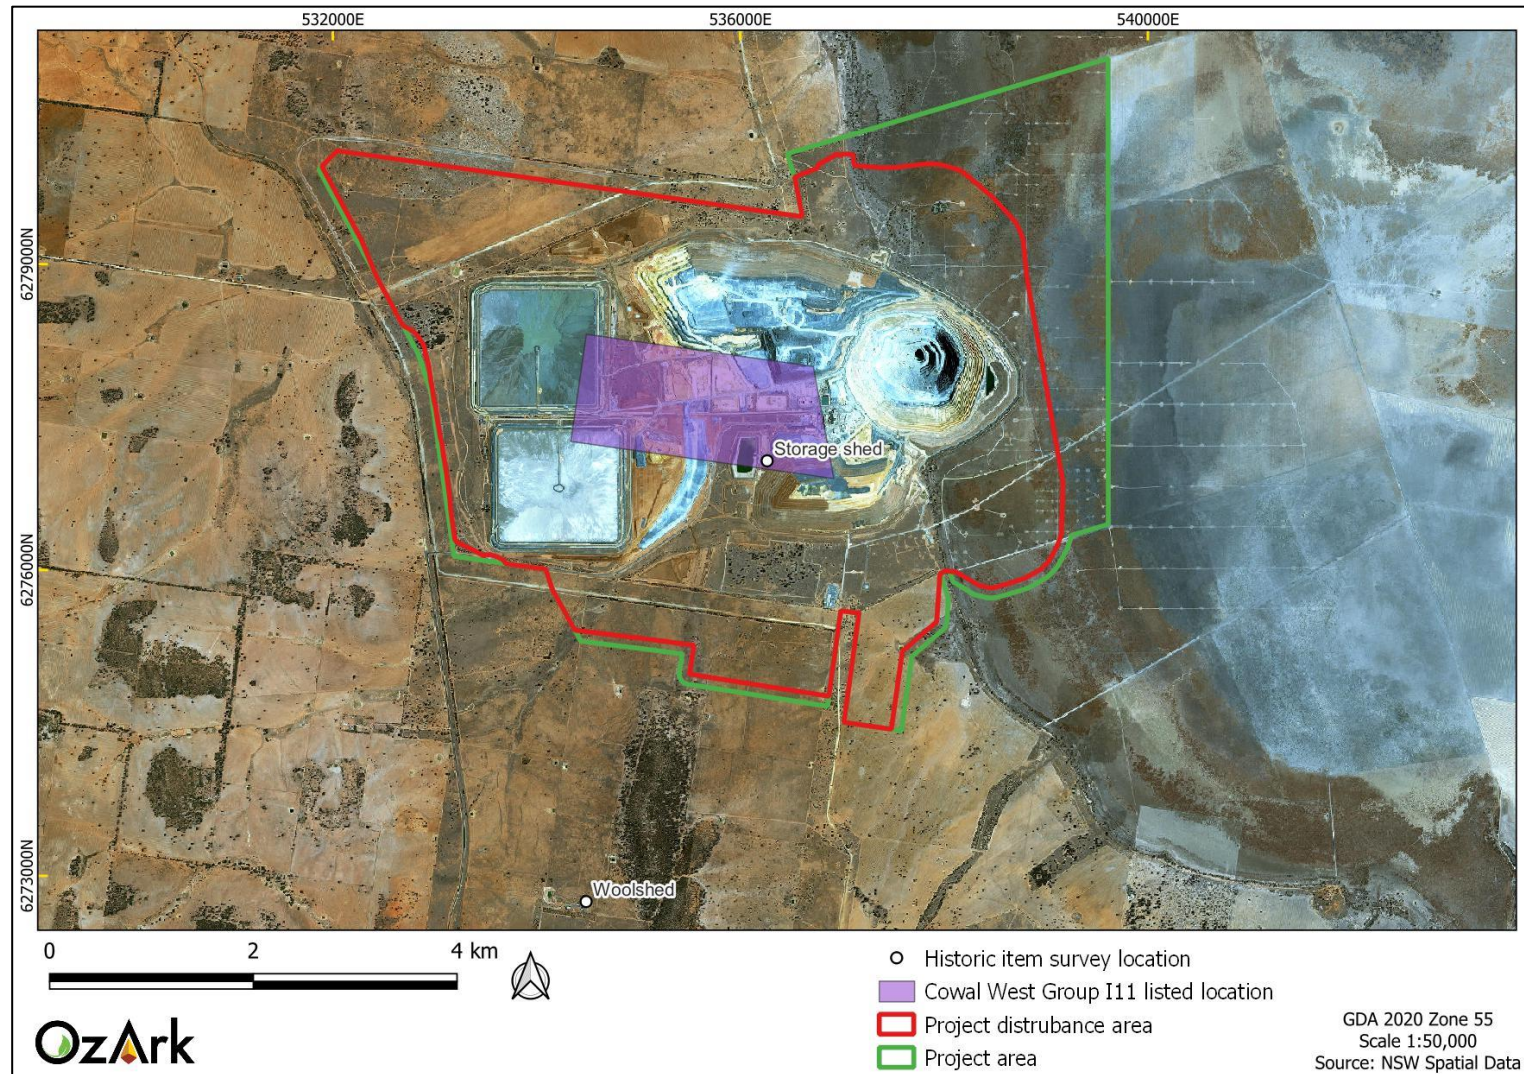 532000E
536000E
540000E
6279000N
6276000N
6273000N
Storage shed
Woolshed
0
2
4 km
Historic item survey location
Cowal West Group I11 listed location
Project distrubance area
Project area
OzArk
GDA 2020 Zone 55
Scale 1:50,000
Source: NSW Spatial Data